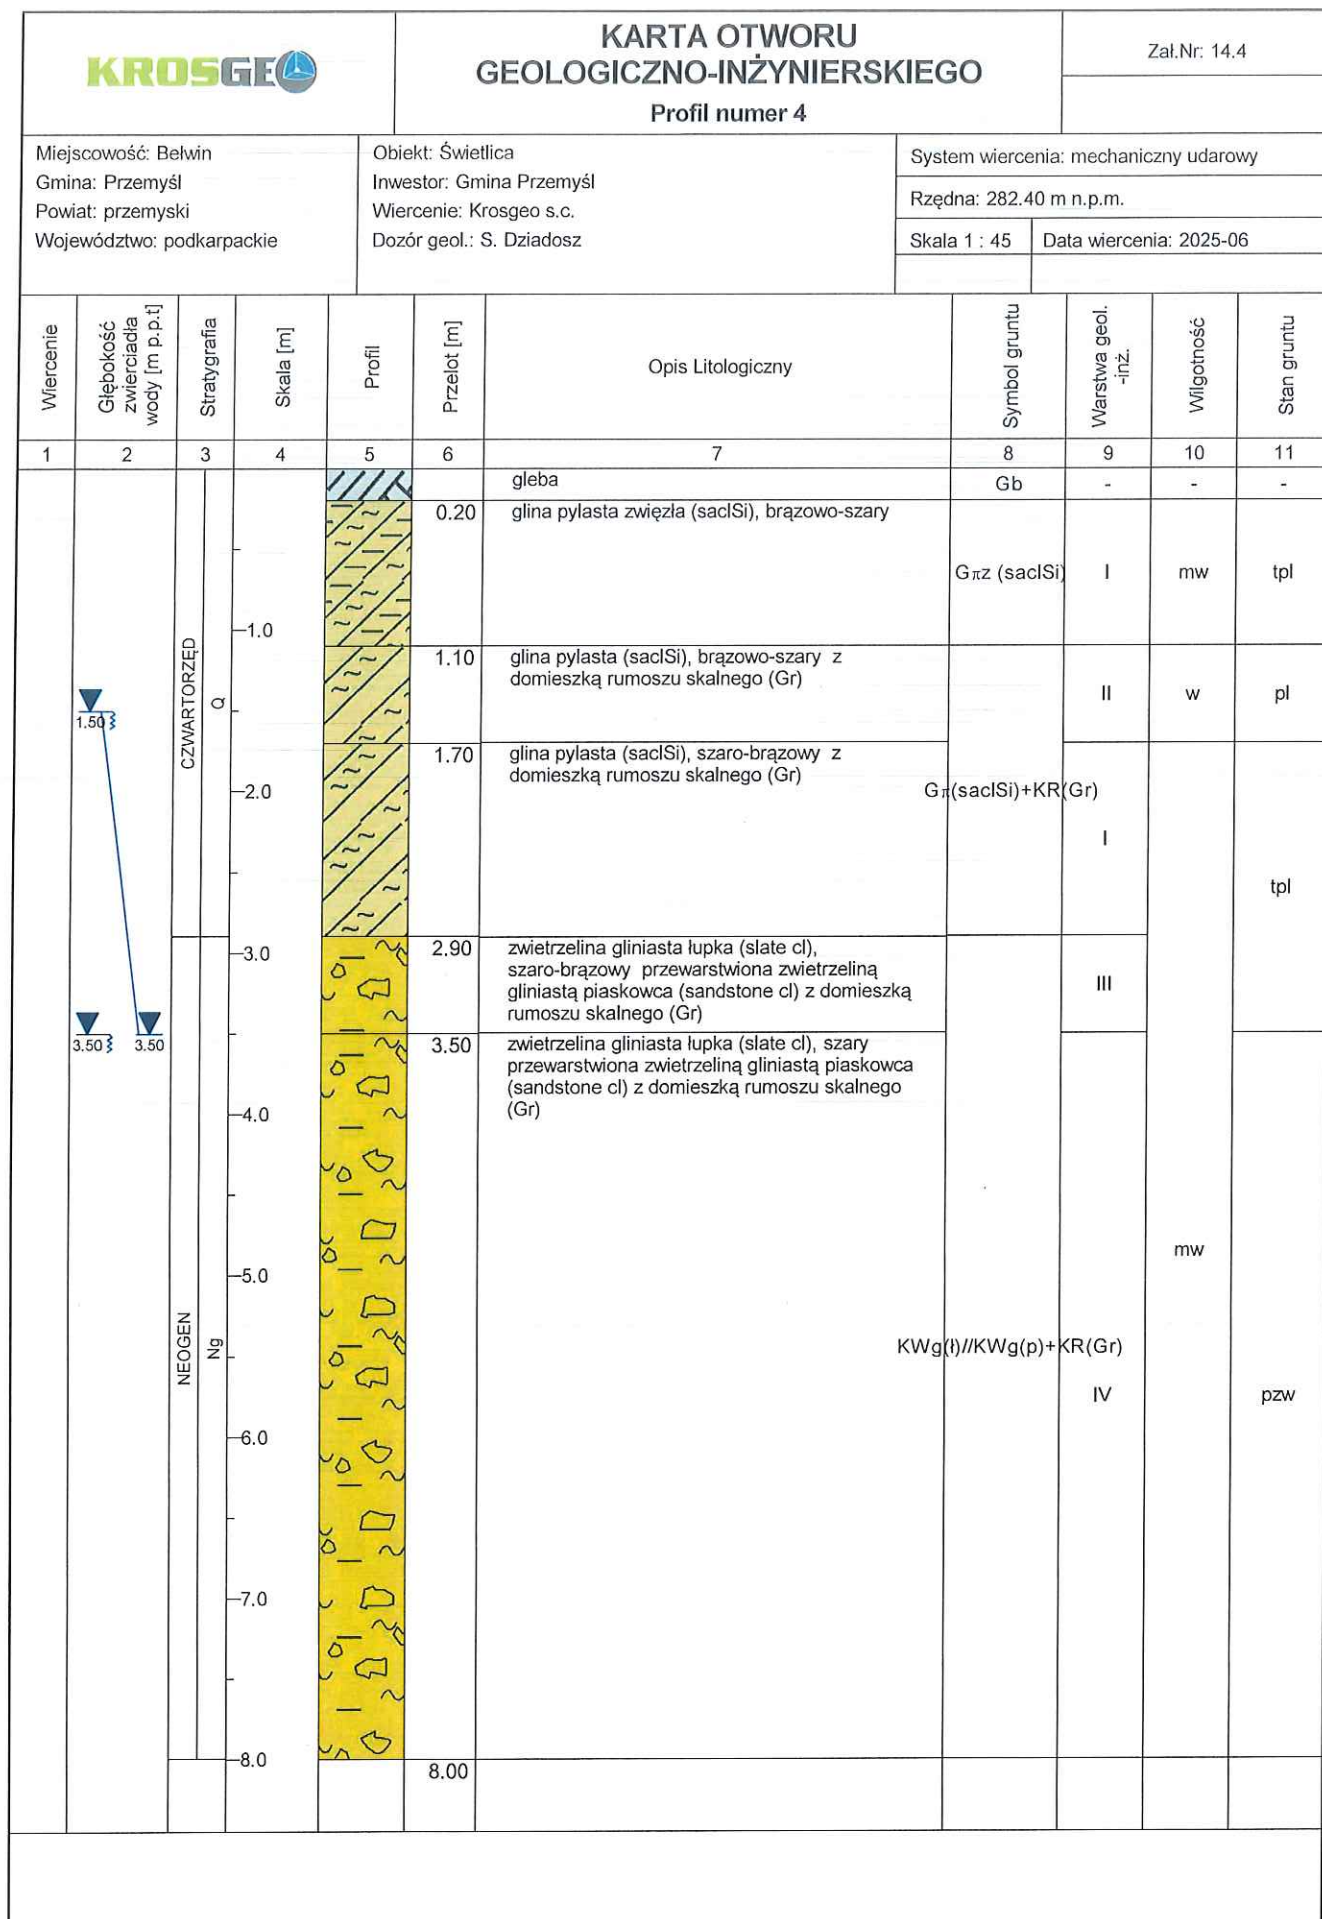 KROSGEO
KARTA OTWORU
GEOLOGICZNO-INŻYNIERSKIEGO
Profil numer 4
Zał.Nr: 14.4
Miejscowość: Bełwin
Gmina: Przemyśl
Powiat: przemyski
Województwo: podkarpackie
Obiekt: Świetlica
Inwestor: Gmina Przemyśl
Wiercenie: Krosgeo s.c.
Dozór geol.: S. Dziadosz
System wiercenia: mechaniczny udarowy
Rzędna: 282.40 m n.p.m.
Skala 1 : 45
Data wiercenia: 2025-06
Wiercenie
Głębokość
zwierciadła
wody [m p.p.t]
Stratygrafia
Skala [m]
Profil
Przelot [m]
Opis Litologiczny
Symbol gruntu
Warstwa geol.
-inż.
Wilgotność
Stan gruntu
1 2 3 4 5 6 7 8 9 10 11
gleba Gb - - -
0.20 glina pylasta zwięzła (saclSi), brązowo-szary
Gπz (saclSi) I mw tpl
1.0
1.10 glina pylasta (saclSi), brązowo-szary z
domieszką rumoszu skalnego (Gr)
II w pl
CZWARTORZĘD
Q
1.50
1.70 glina pylasta (saclSi), szaro-brązowy z
domieszką rumoszu skalnego (Gr)
2.0
Gπ(saclSi)+KR(Gr)
I
tpl
2.90 zwietrzelina gliniasta łupka (slate cl),
szaro-brązowy przewarstwiona zwietrzeliną
gliniastą piaskowca (sandstone cl) z domieszką
rumoszu skalnego (Gr)
3.0
III
3.50 3.50
3.50 zwietrzelina gliniasta łupka (slate cl), szary
przewarstwiona zwietrzeliną gliniastą piaskowca
(sandstone cl) z domieszką rumoszu skalnego
(Gr)
4.0
mw
5.0
NEOGEN
Ng
KWg(ł)//KWg(p)+KR(Gr)
IV
pzw
6.0
7.0
8.0
8.00